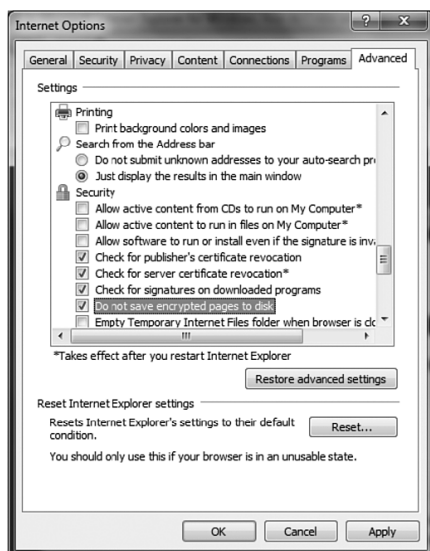 Internet Options
General Security Privacy Content Connections Programs Advanced
Settings
Printing
Print background colors and images
Search from the Address bar
Do not submit unknown addresses to your auto-search pr
Just display the results in the main window
Security
Allow active content from CDs to run on My Computer*
Allow active content to run in files on My Computer*
Allow software to run or install even if the signature is inv
Check for publisher's certificate revocation
Check for server certificate revocation*
Check for signatures on downloaded programs
Do not save encrypted pages to disk
Empty Temporary Internet Files folder when browser is clo
*Takes effect after you restart Internet Explorer
Restore advanced settings
Reset Internet Explorer settings
Resets Internet Explorer's settings to their default
condition.
Reset...
You should only use this if your browser is in an unusable state.
OK Cancel Apply